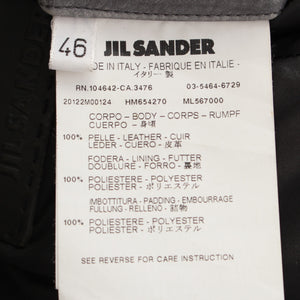 46
JIL SANDER
MADE IN ITALY - FABRIQUE EN ITALIE -
イタリー 製
RN.104642-CA.3476 03-5464-6729
20122M00124 HM654270 ML567000
CORPO - BODY - CORPS - RUMPF
CUERPO - 身頃
100% PELLE - LEATHER - CUIR
LEDER - CUERO - 皮革
FODERA - LINING - FUTTER
DOUBLURE - FORRO - 裏地
100% POLIESTERE - POLYESTER
POLIESTER - ポリエステル
IMBOTTITURA - PADDING - EMBOURRAGE
FULLUNG - RELLENO - 詰物
100% POLIESTERE - POLYESTER
POLIESTER - ポリエステル
SEE REVERSE FOR CARE INSTRUCTION
JIL SANDER